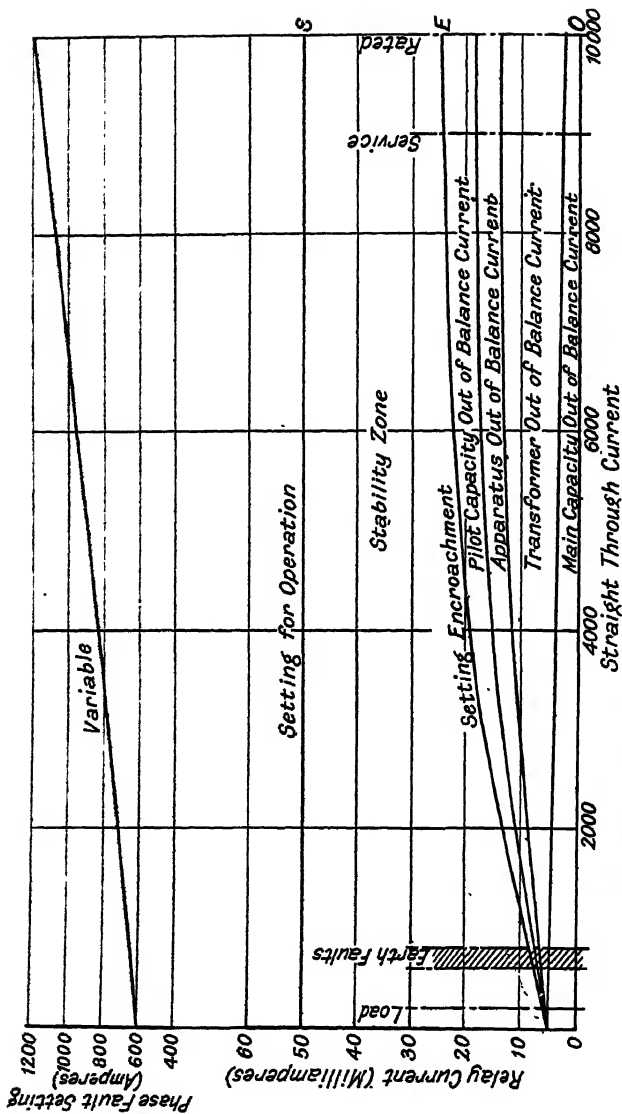 Phase Fault Setting
(Amperes)
1200
1000
800
600
400
Variable
Relay Current (Milliamperes)
50
40
30
20
10
0
Setting for Operation
Stability Zone
Setting Encroachment
Pilot Capacity Out of Balance Current
Apparatus Out of Balance Current
Transformer Out of Balance Current
Main Capacity Out of Balance Current
Load
Earth Faults
Service
Rated
S
E
O
2000
4000
6000
8000
10000
Straight Through Current